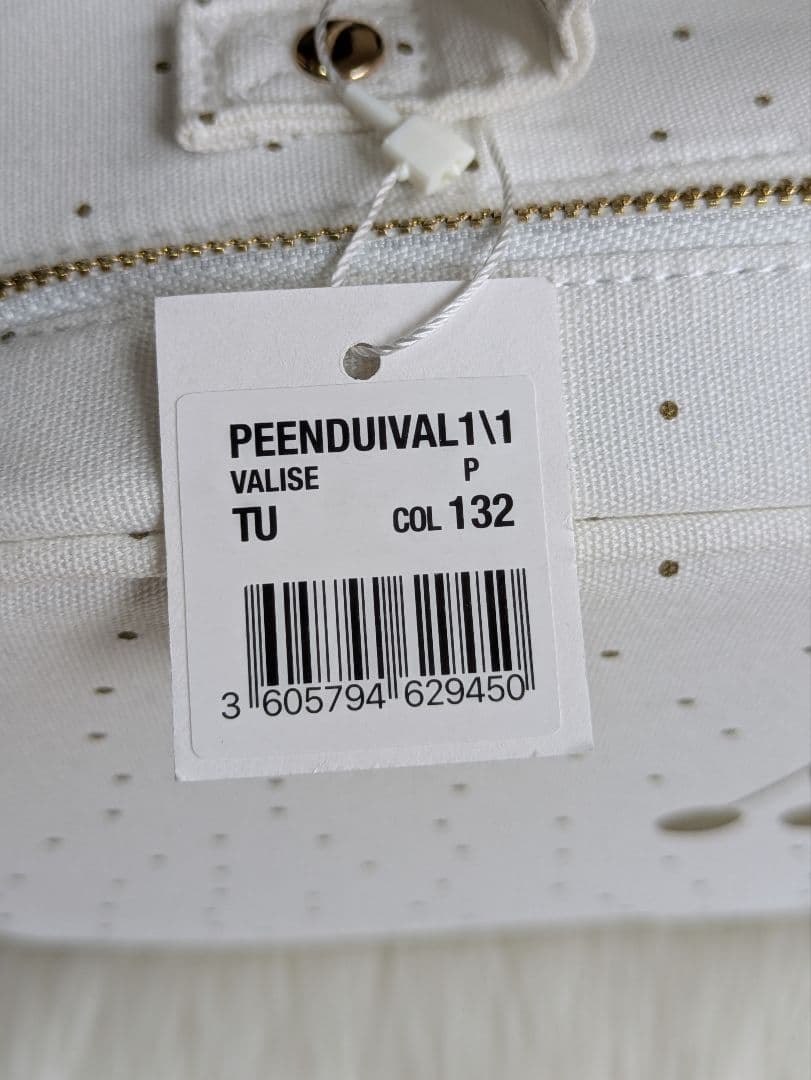 PEENDUIVAL1\1
VALISE P
TU COL 132
3 605794 629450